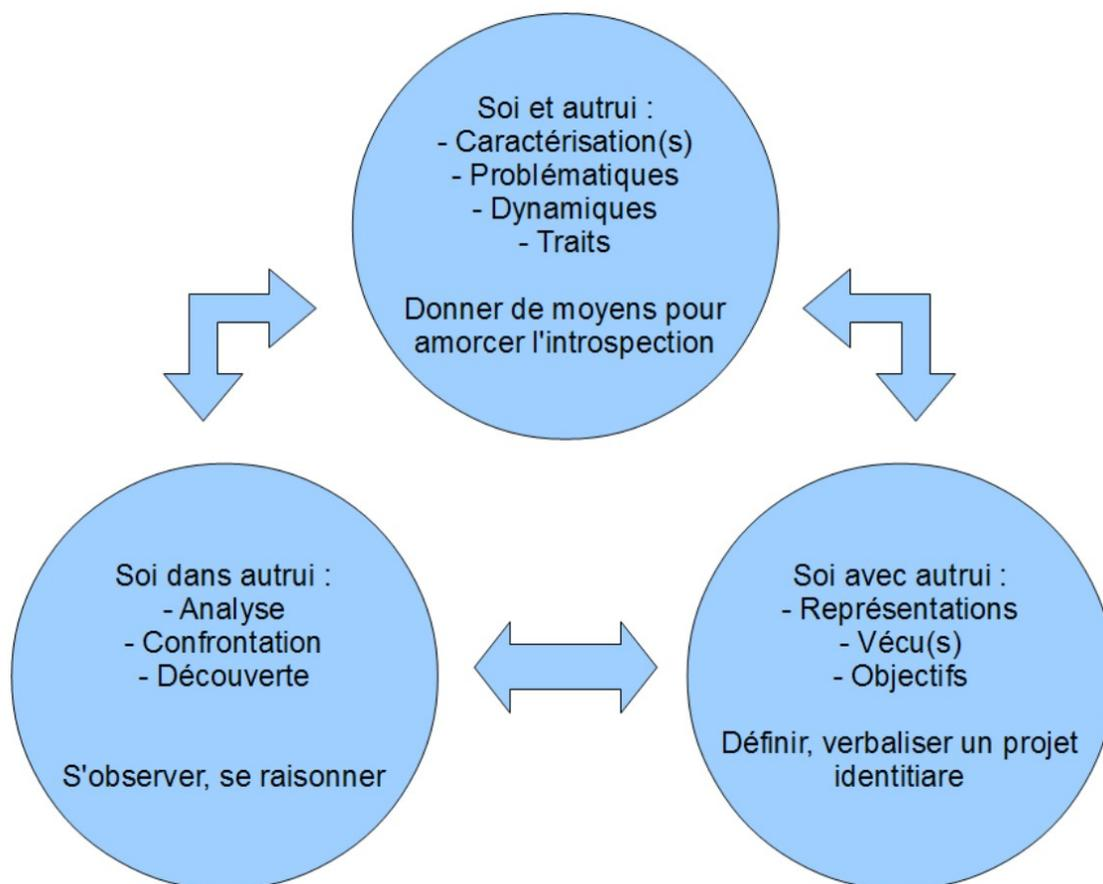 Soi et autrui :
- Caractérisation(s)
- Problématiques
- Dynamiques
- Traits
Donner de moyens pour
amorcer l'introspection
Soi dans autrui :
- Analyse
- Confrontation
- Découverte
S'observer, se raisonner
Soi avec autrui :
- Représentations
- Vécu(s)
- Objectifs
Définir, verbaliser un projet
identitiare